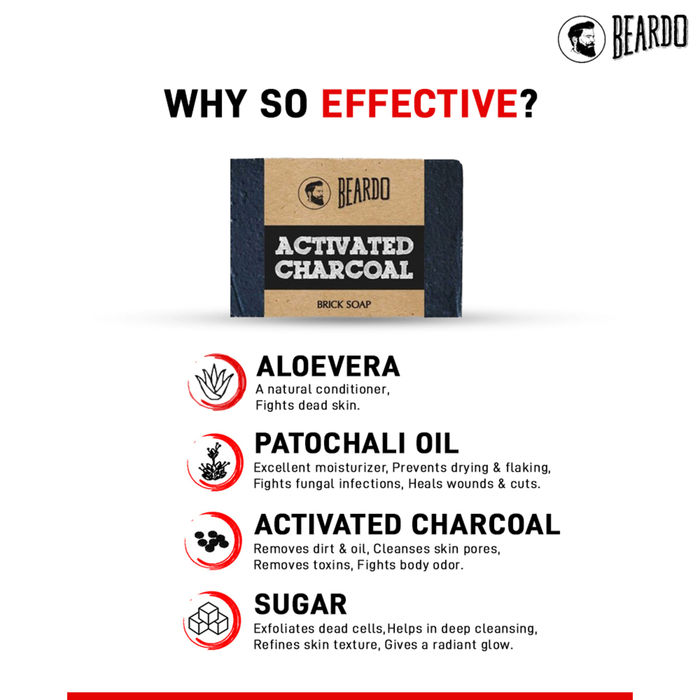 BEARDO
WHY SO EFFECTIVE?
BEARDO
ACTIVATED
CHARCOAL
BRICK SOAP
ALOEVERA
A natural conditioner,
Fights dead skin.
PATOCHALI OIL
Excellent moisturizer, Prevents drying & flaking,
Fights fungal infections, Heals wounds & cuts.
ACTIVATED CHARCOAL
Removes dirt & oil, Cleanses skin pores,
Removes toxins, Fights body odor.
SUGAR
Exfoliates dead cells,Helps in deep cleansing,
Refines skin texture, Gives a radiant glow.